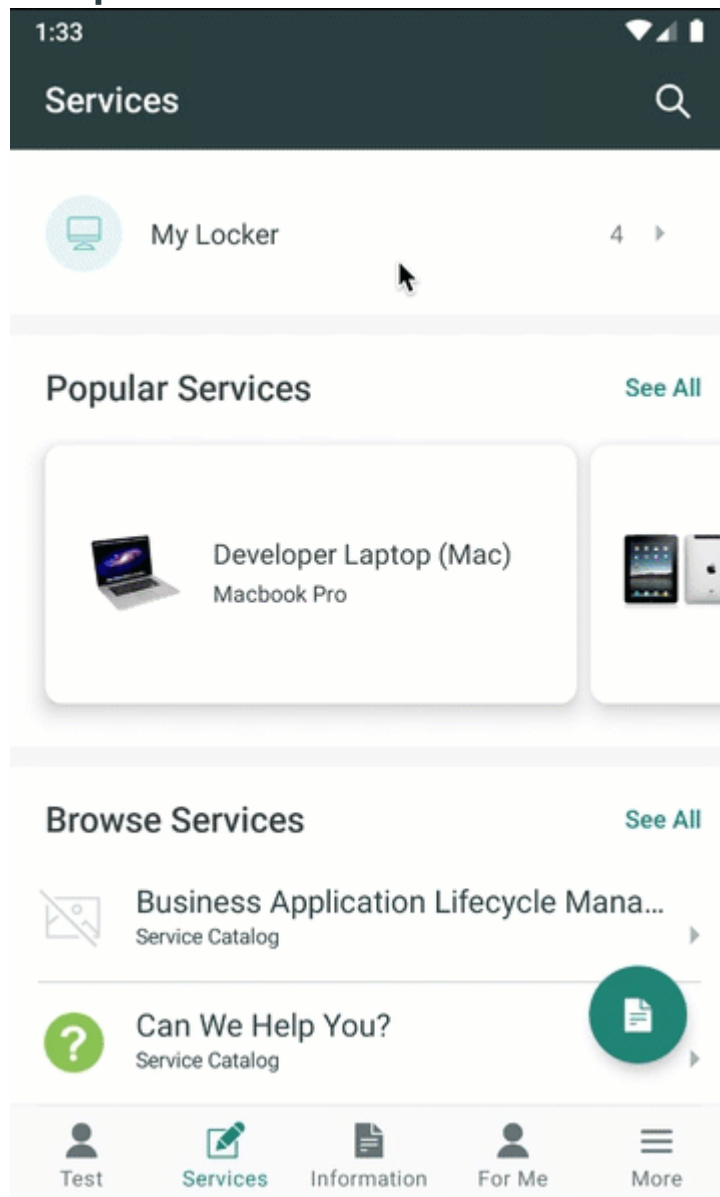 1:33
Services
My Locker 4
Popular Services See All
Developer Laptop (Mac)
Macbook Pro
Browse Services See All
Business Application Lifecycle Mana...
Service Catalog
Can We Help You?
Service Catalog
Test Services Information For Me More